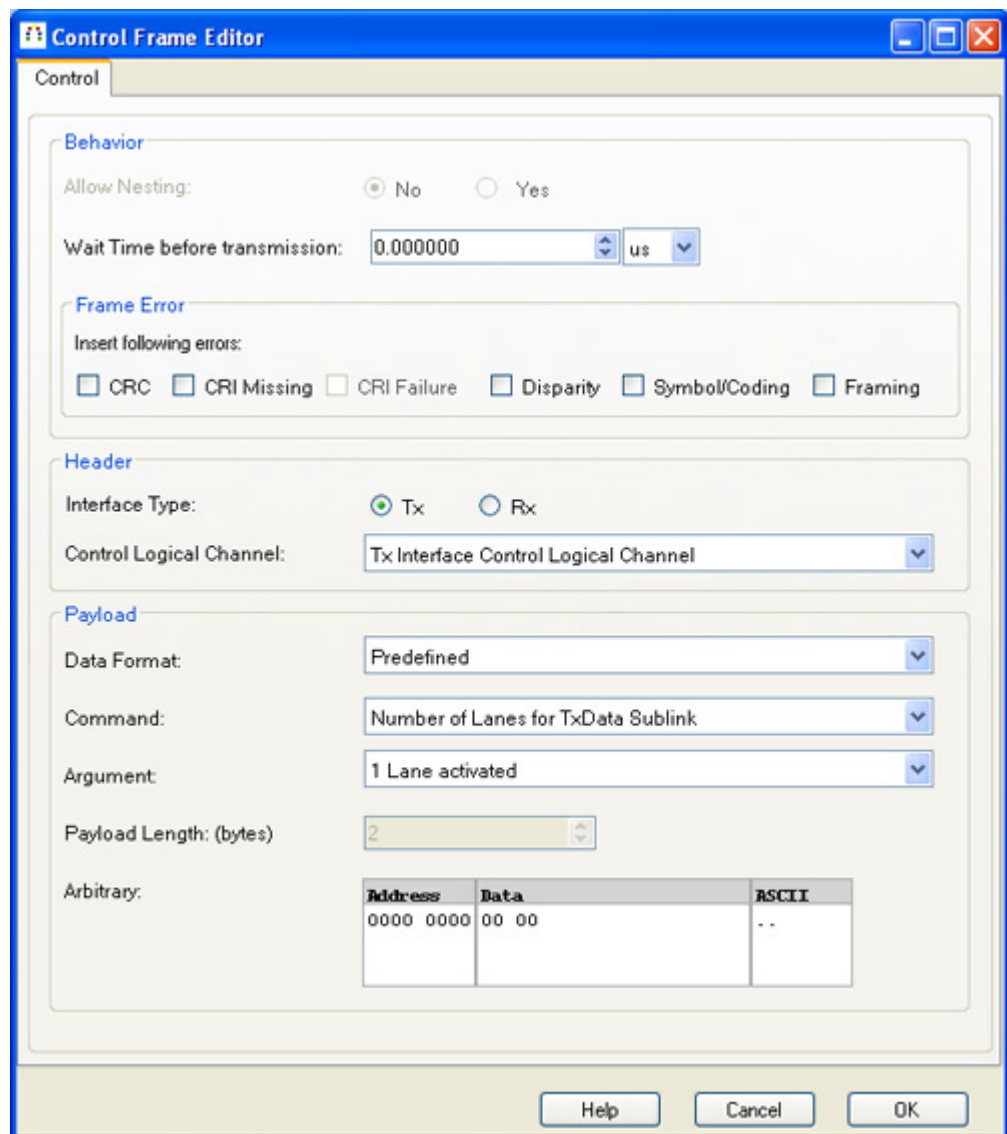 Control Frame Editor
Control
Behavior
Allow Nesting: No Yes
Wait Time before transmission: 0.000000 us
Frame Error
Insert following errors:
CRC CRI Missing CRI Failure Disparity Symbol/Coding Framing
Header
Interface Type: Tx Rx
Control Logical Channel: Tx Interface Control Logical Channel
Payload
Data Format: Predefined
Command: Number of Lanes for TxData Sublink
Argument: 1 Lane activated
Payload Length: (bytes) 2
Arbitrary: Address Data ASCII
0000 0000 00 00 ..
Help Cancel OK